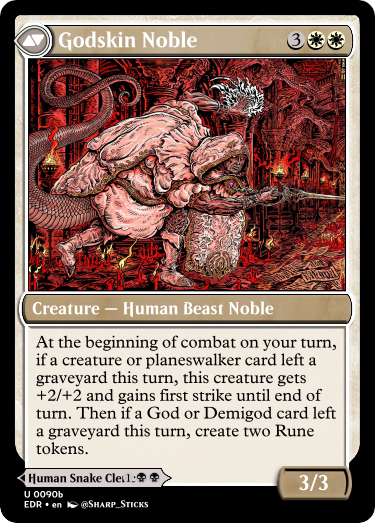 Godskin Noble 3
Creature — Human Beast Noble
At the beginning of combat on your turn,
if a creature or planeswalker card left a
graveyard this turn, this creature gets
+2/+2 and gains first strike until end of
turn. Then if a God or Demigod card left
a graveyard this turn, create two Rune
tokens.
Human Snake
3/3
U 0090b
EDR • en @Sharp_Sticks